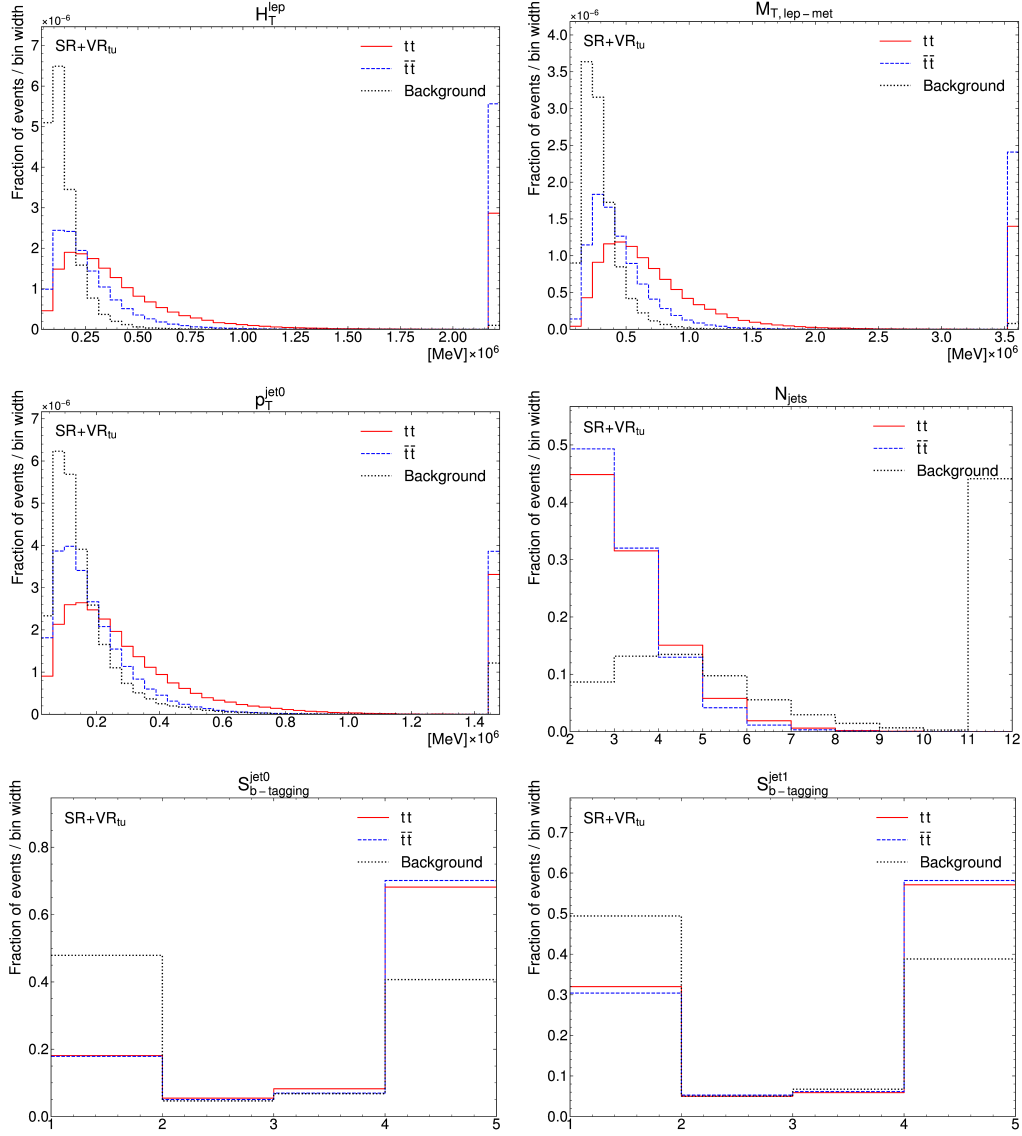 H_T^lep
×10⁻⁶
SR+VR_tu
tt
t̄t̄
Background
Fraction of events / bin width
7
6
5
4
3
2
1
0
0.25 0.50 0.75 1.00 1.25 1.50 1.75 2.00 2.20
[MeV]×10⁶
M_T, lep−met
×10⁻⁶
SR+VR_tu
tt
t̄t̄
Background
Fraction of events / bin width
4.0
3.5
3.0
2.5
2.0
1.5
1.0
0.5
0.0
0.5 1.0 1.5 2.0 2.5 3.0 3.5
[MeV]×10⁶
p_T^jet0
×10⁻⁶
SR+VR_tu
tt
t̄t̄
Background
Fraction of events / bin width
7
6
5
4
3
2
1
0
0.2 0.4 0.6 0.8 1.0 1.2 1.4
[MeV]×10⁶
N_jets
SR+VR_tu
tt
t̄t̄
Background
Fraction of events / bin width
0.5
0.4
0.3
0.2
0.1
0.0
2 3 4 5 6 7 8 9 10 11 12
S_b−tagging^jet0
SR+VR_tu
tt
t̄t̄
Background
Fraction of events / bin width
0.8
0.6
0.4
0.2
0.0
1 2 3 4 5
S_b−tagging^jet1
SR+VR_tu
tt
t̄t̄
Background
Fraction of events / bin width
0.7
0.6
0.5
0.4
0.3
0.2
0.1
0.0
1 2 3 4 5